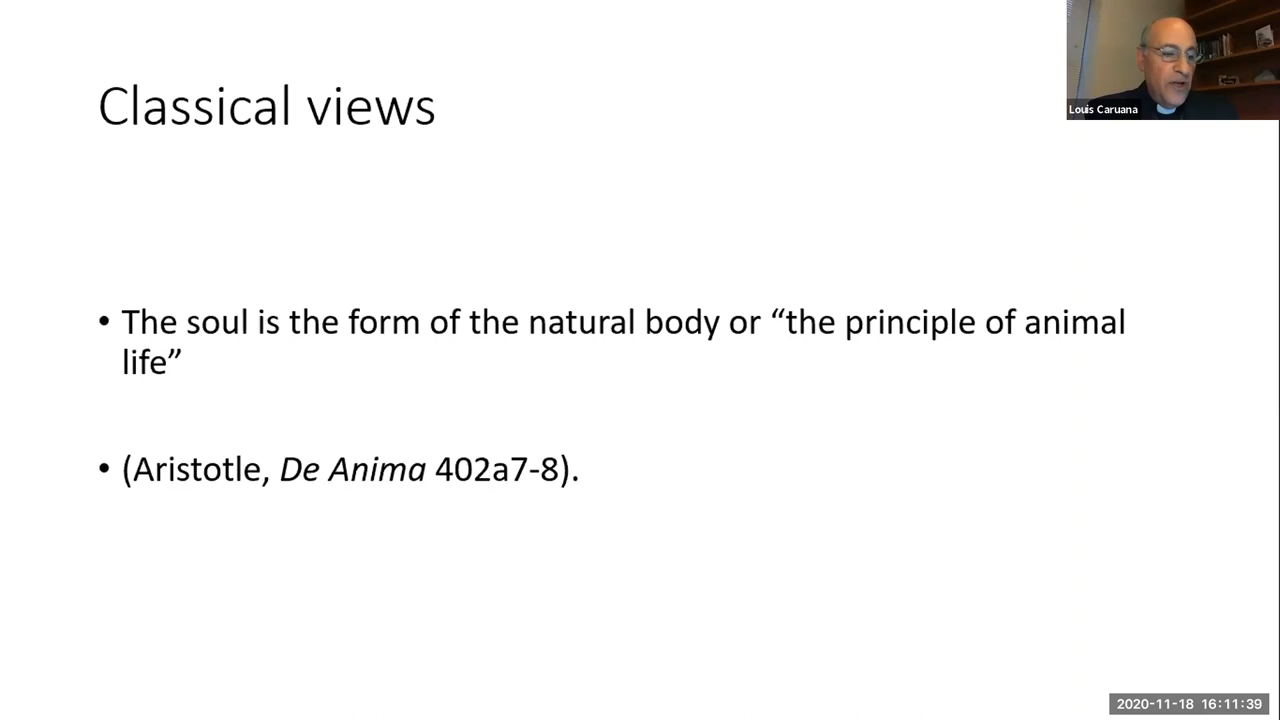 Louis Caruana
Classical views
• The soul is the form of the natural body or “the principle of animal
life”
• (Aristotle, De Anima 402a7-8).
2020-11-18 16:11:39